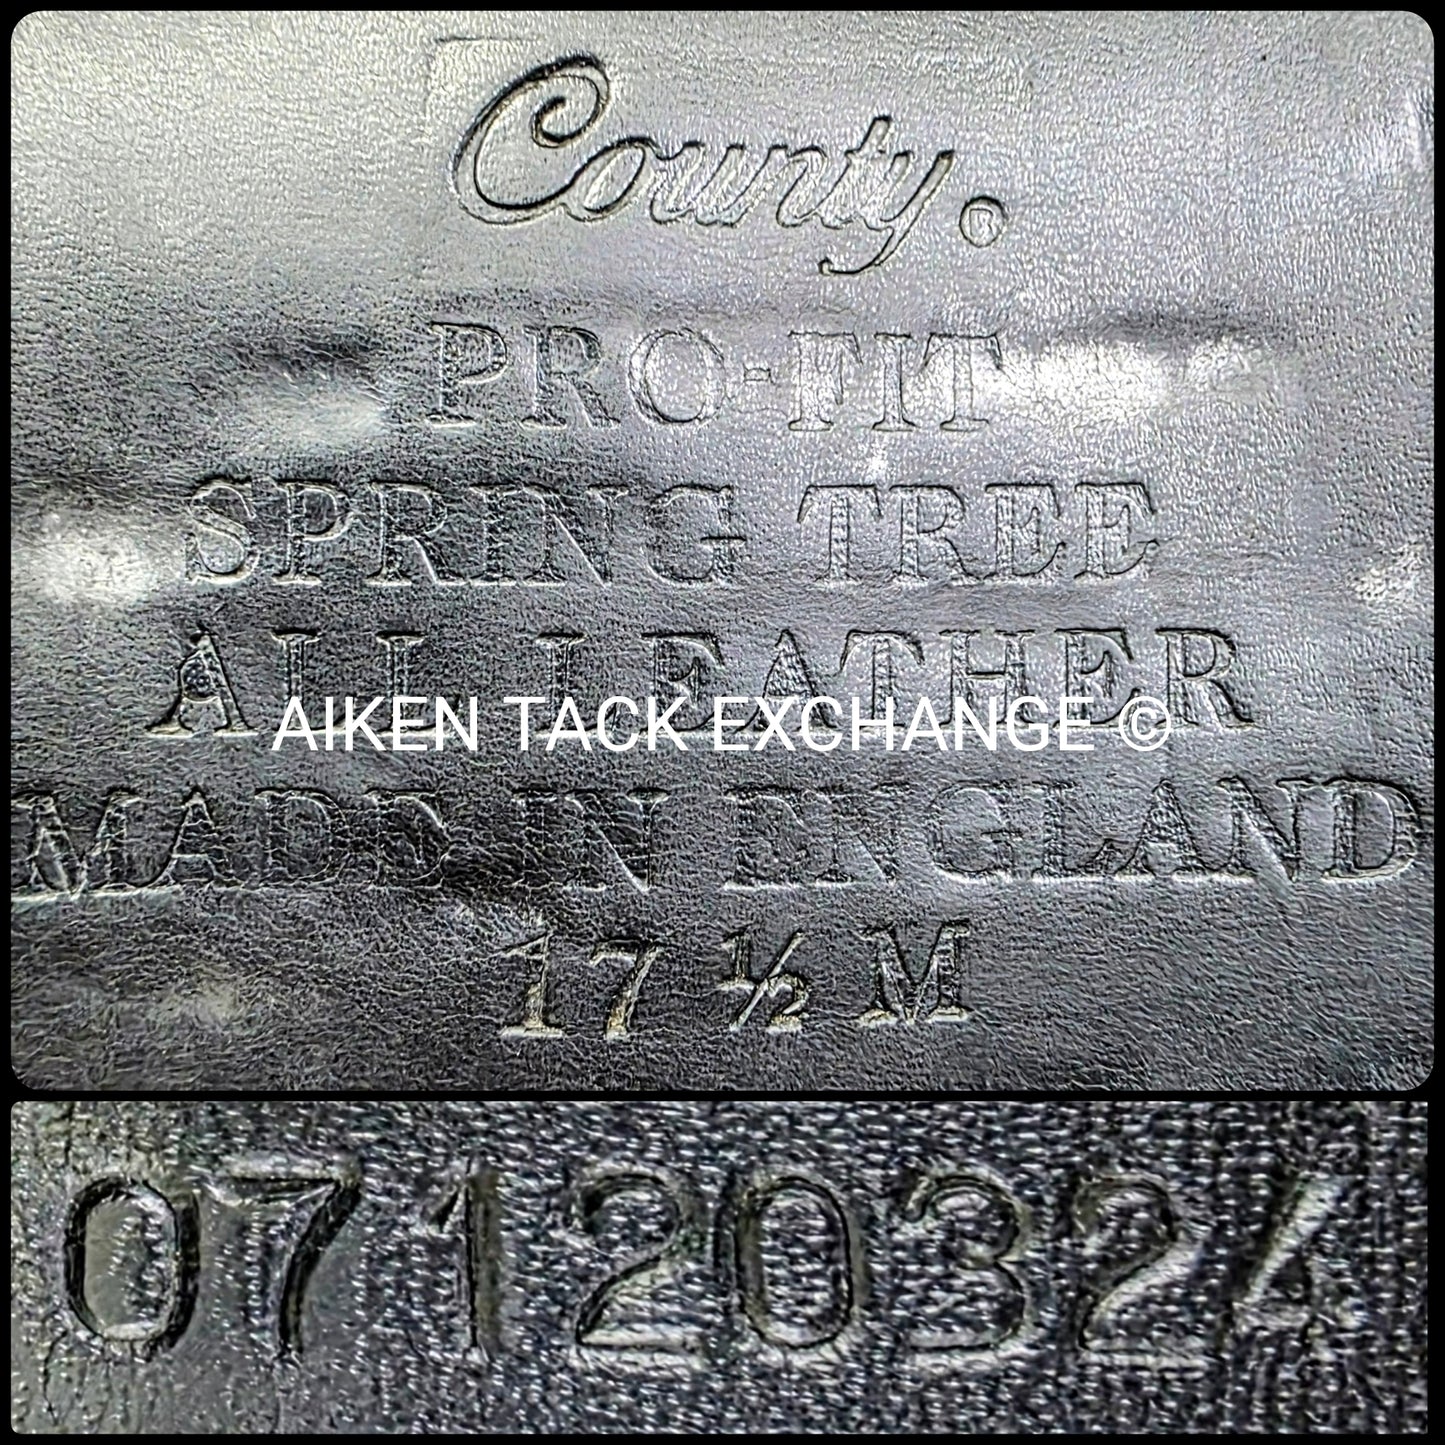 County ®
PRO-FIT
SPRING TREE
ALL LEATHER
AIKEN TACK EXCHANGE ©
MADE IN ENGLAND
17 ½ M
07120324